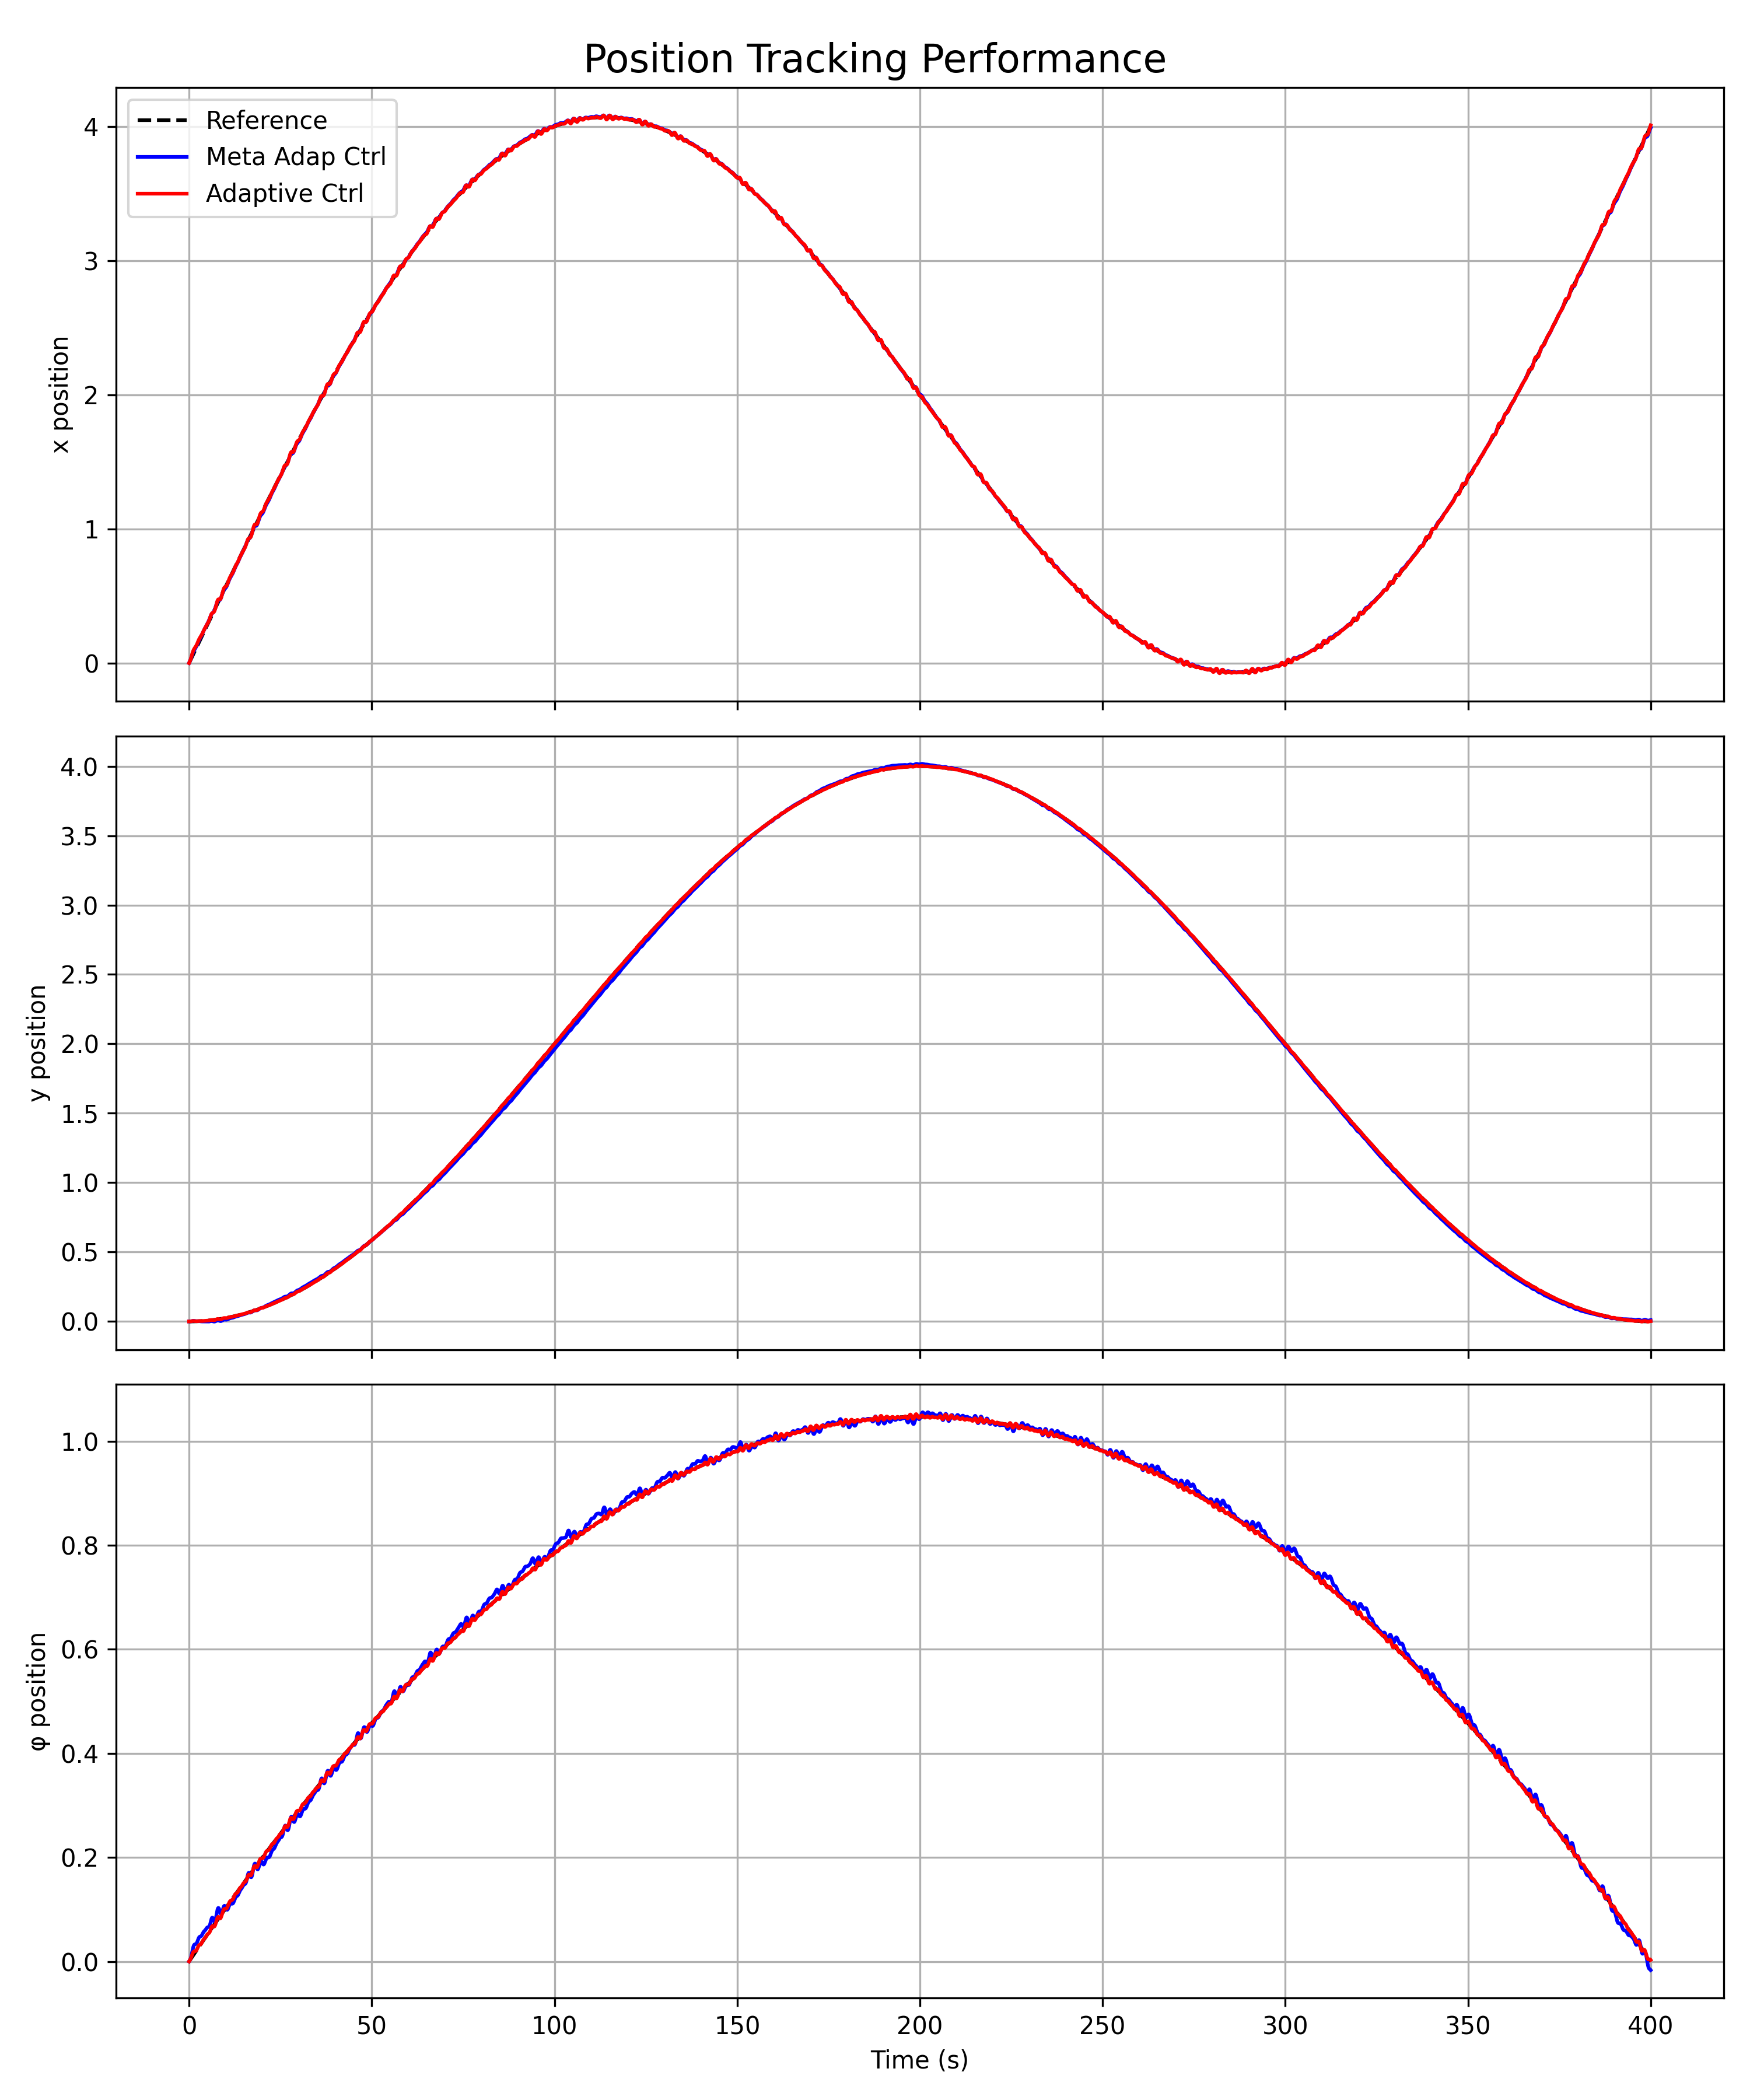 Position Tracking Performance
Reference
Meta Adap Ctrl
Adaptive Ctrl
x position
4
3
2
1
0
y position
4.0
3.5
3.0
2.5
2.0
1.5
1.0
0.5
0.0
φ position
1.0
0.8
0.6
0.4
0.2
0.0
0 50 100 150 200 250 300 350 400
Time (s)